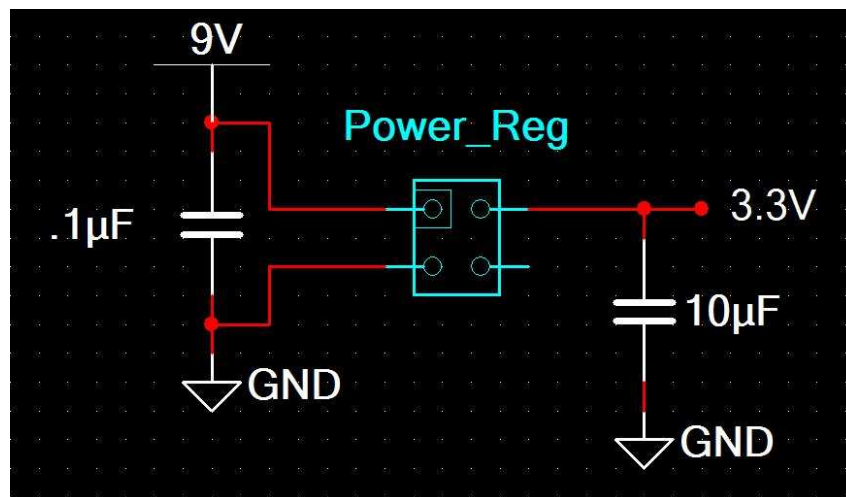 9V
Power_Reg
.1µF
3.3V
10µF
GND
GND